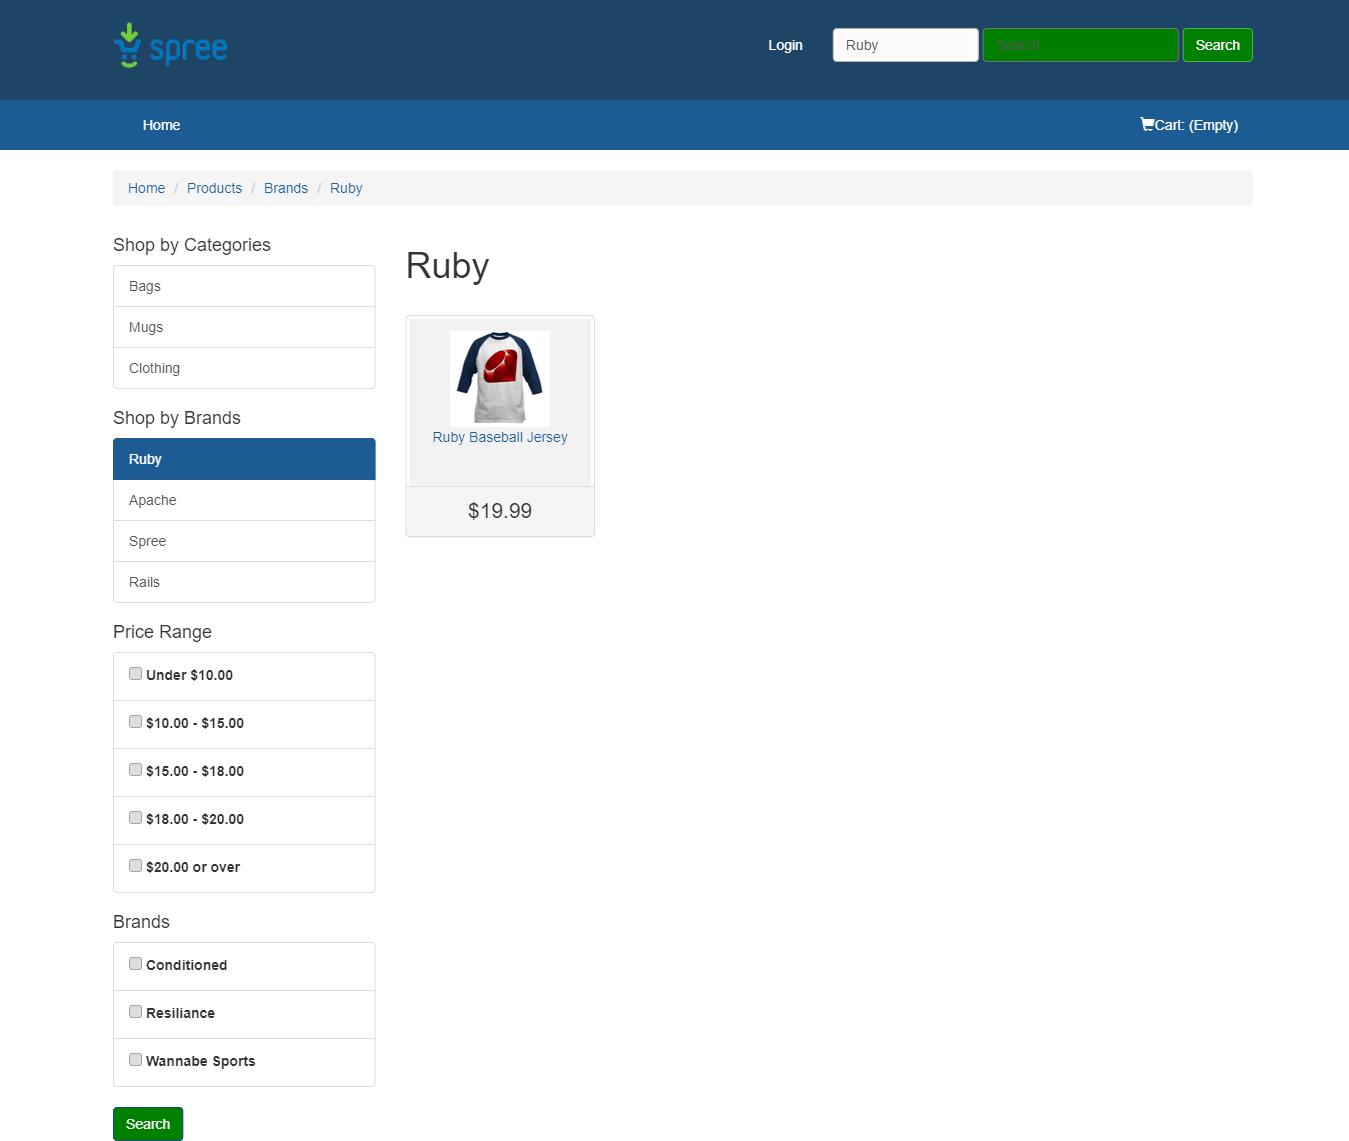 spree
Login
Ruby
Search
Search
Home
Cart: (Empty)
Home / Products / Brands / Ruby
Shop by Categories
Bags
Mugs
Clothing
Shop by Brands
Ruby
Apache
Spree
Rails
Price Range
Under $10.00
$10.00 - $15.00
$15.00 - $18.00
$18.00 - $20.00
$20.00 or over
Brands
Conditioned
Resiliance
Wannabe Sports
Search
Ruby
Ruby Baseball Jersey
$19.99